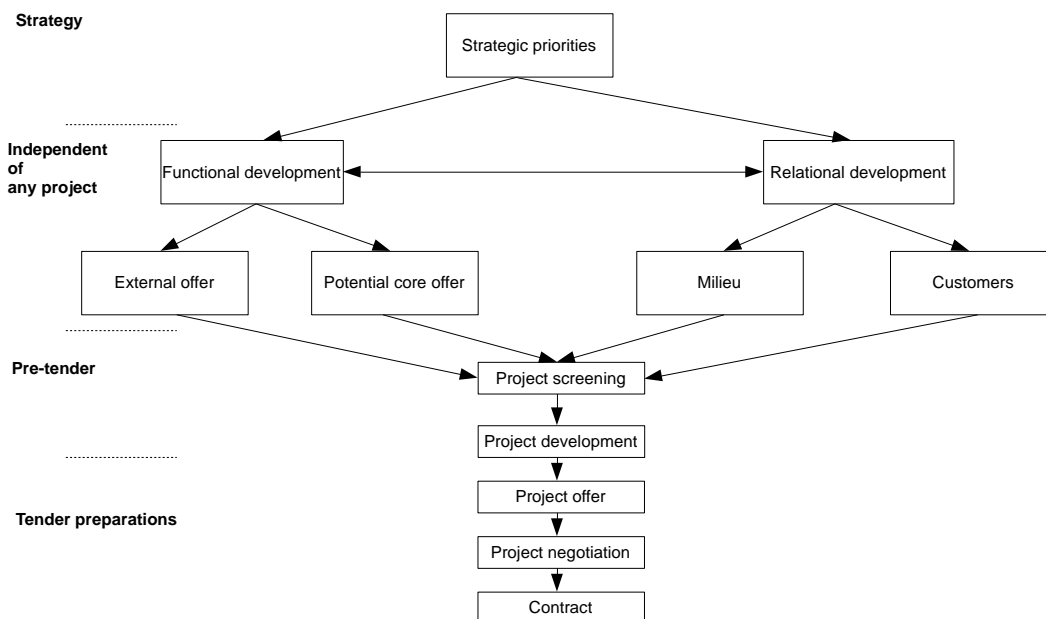 Strategy
Strategic priorities
Independent
of
any project
Functional development
Relational development
External offer
Potential core offer
Milieu
Customers
Pre-tender
Project screening
Project development
Project offer
Tender preparations
Project negotiation
Contract